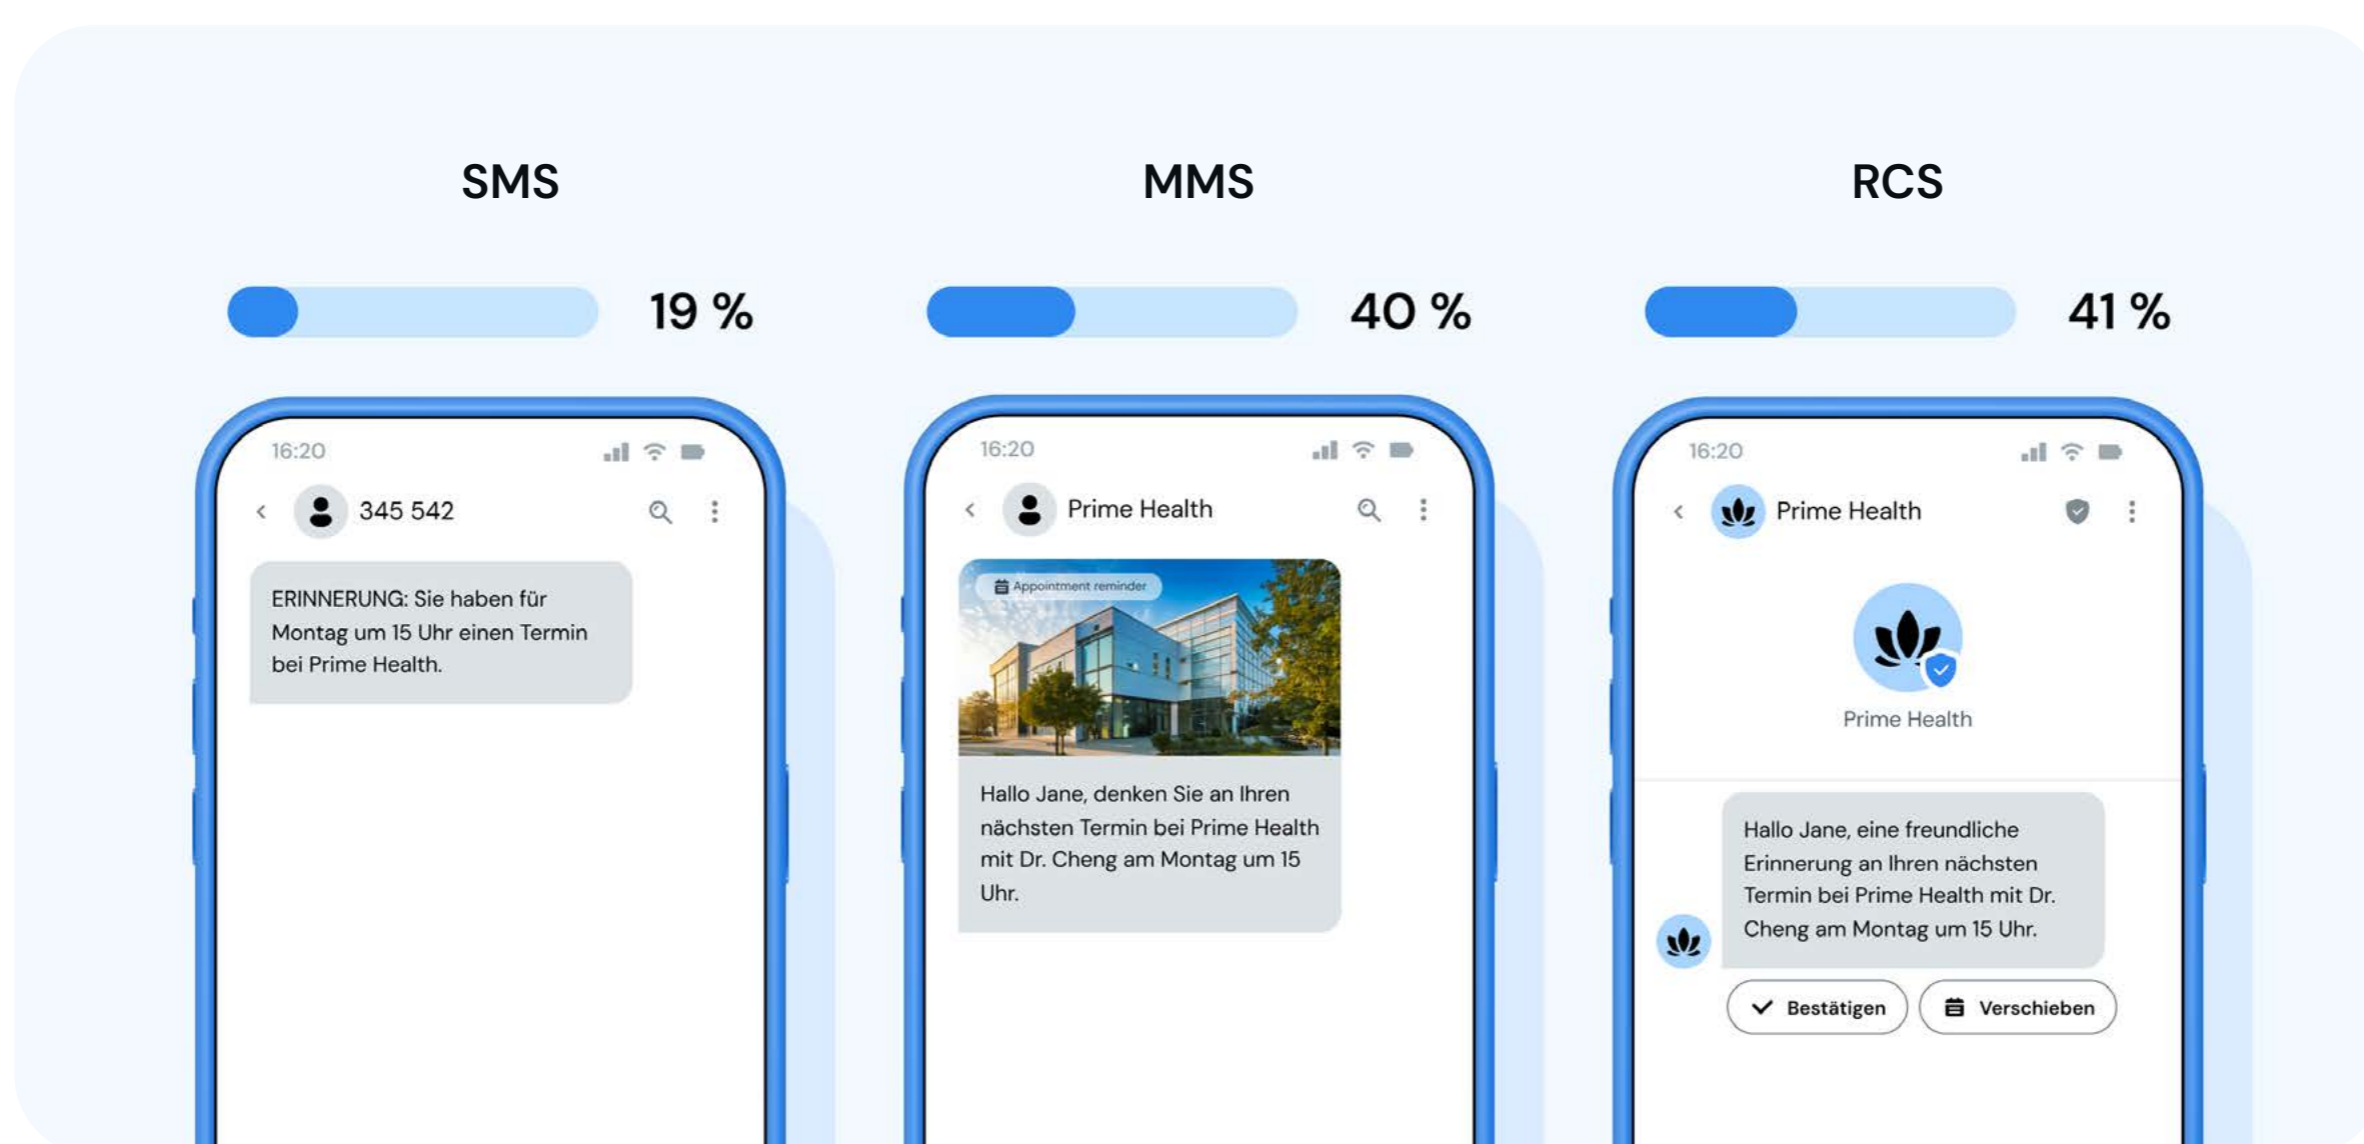 SMS
19 %
16:20
345 542
ERINNERUNG: Sie haben für
Montag um 15 Uhr einen Termin
bei Prime Health.
MMS
40 %
16:20
Prime Health
Appointment reminder
Hallo Jane, denken Sie an Ihren
nächsten Termin bei Prime Health
mit Dr. Cheng am Montag um 15
Uhr.
RCS
41 %
16:20
Prime Health
Prime Health
Hallo Jane, eine freundliche
Erinnerung an Ihren nächsten
Termin bei Prime Health mit Dr.
Cheng am Montag um 15 Uhr.
Bestätigen
Verschieben